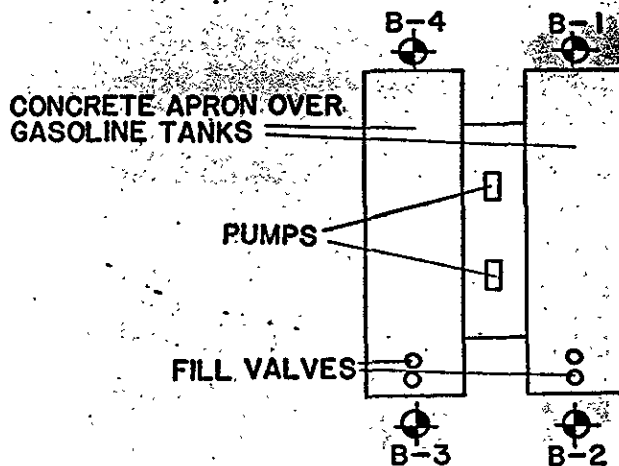 B-4
B-1
CONCRETE APRON OVER
GASOLINE TANKS
PUMPS
FILL VALVES
B-3
B-2